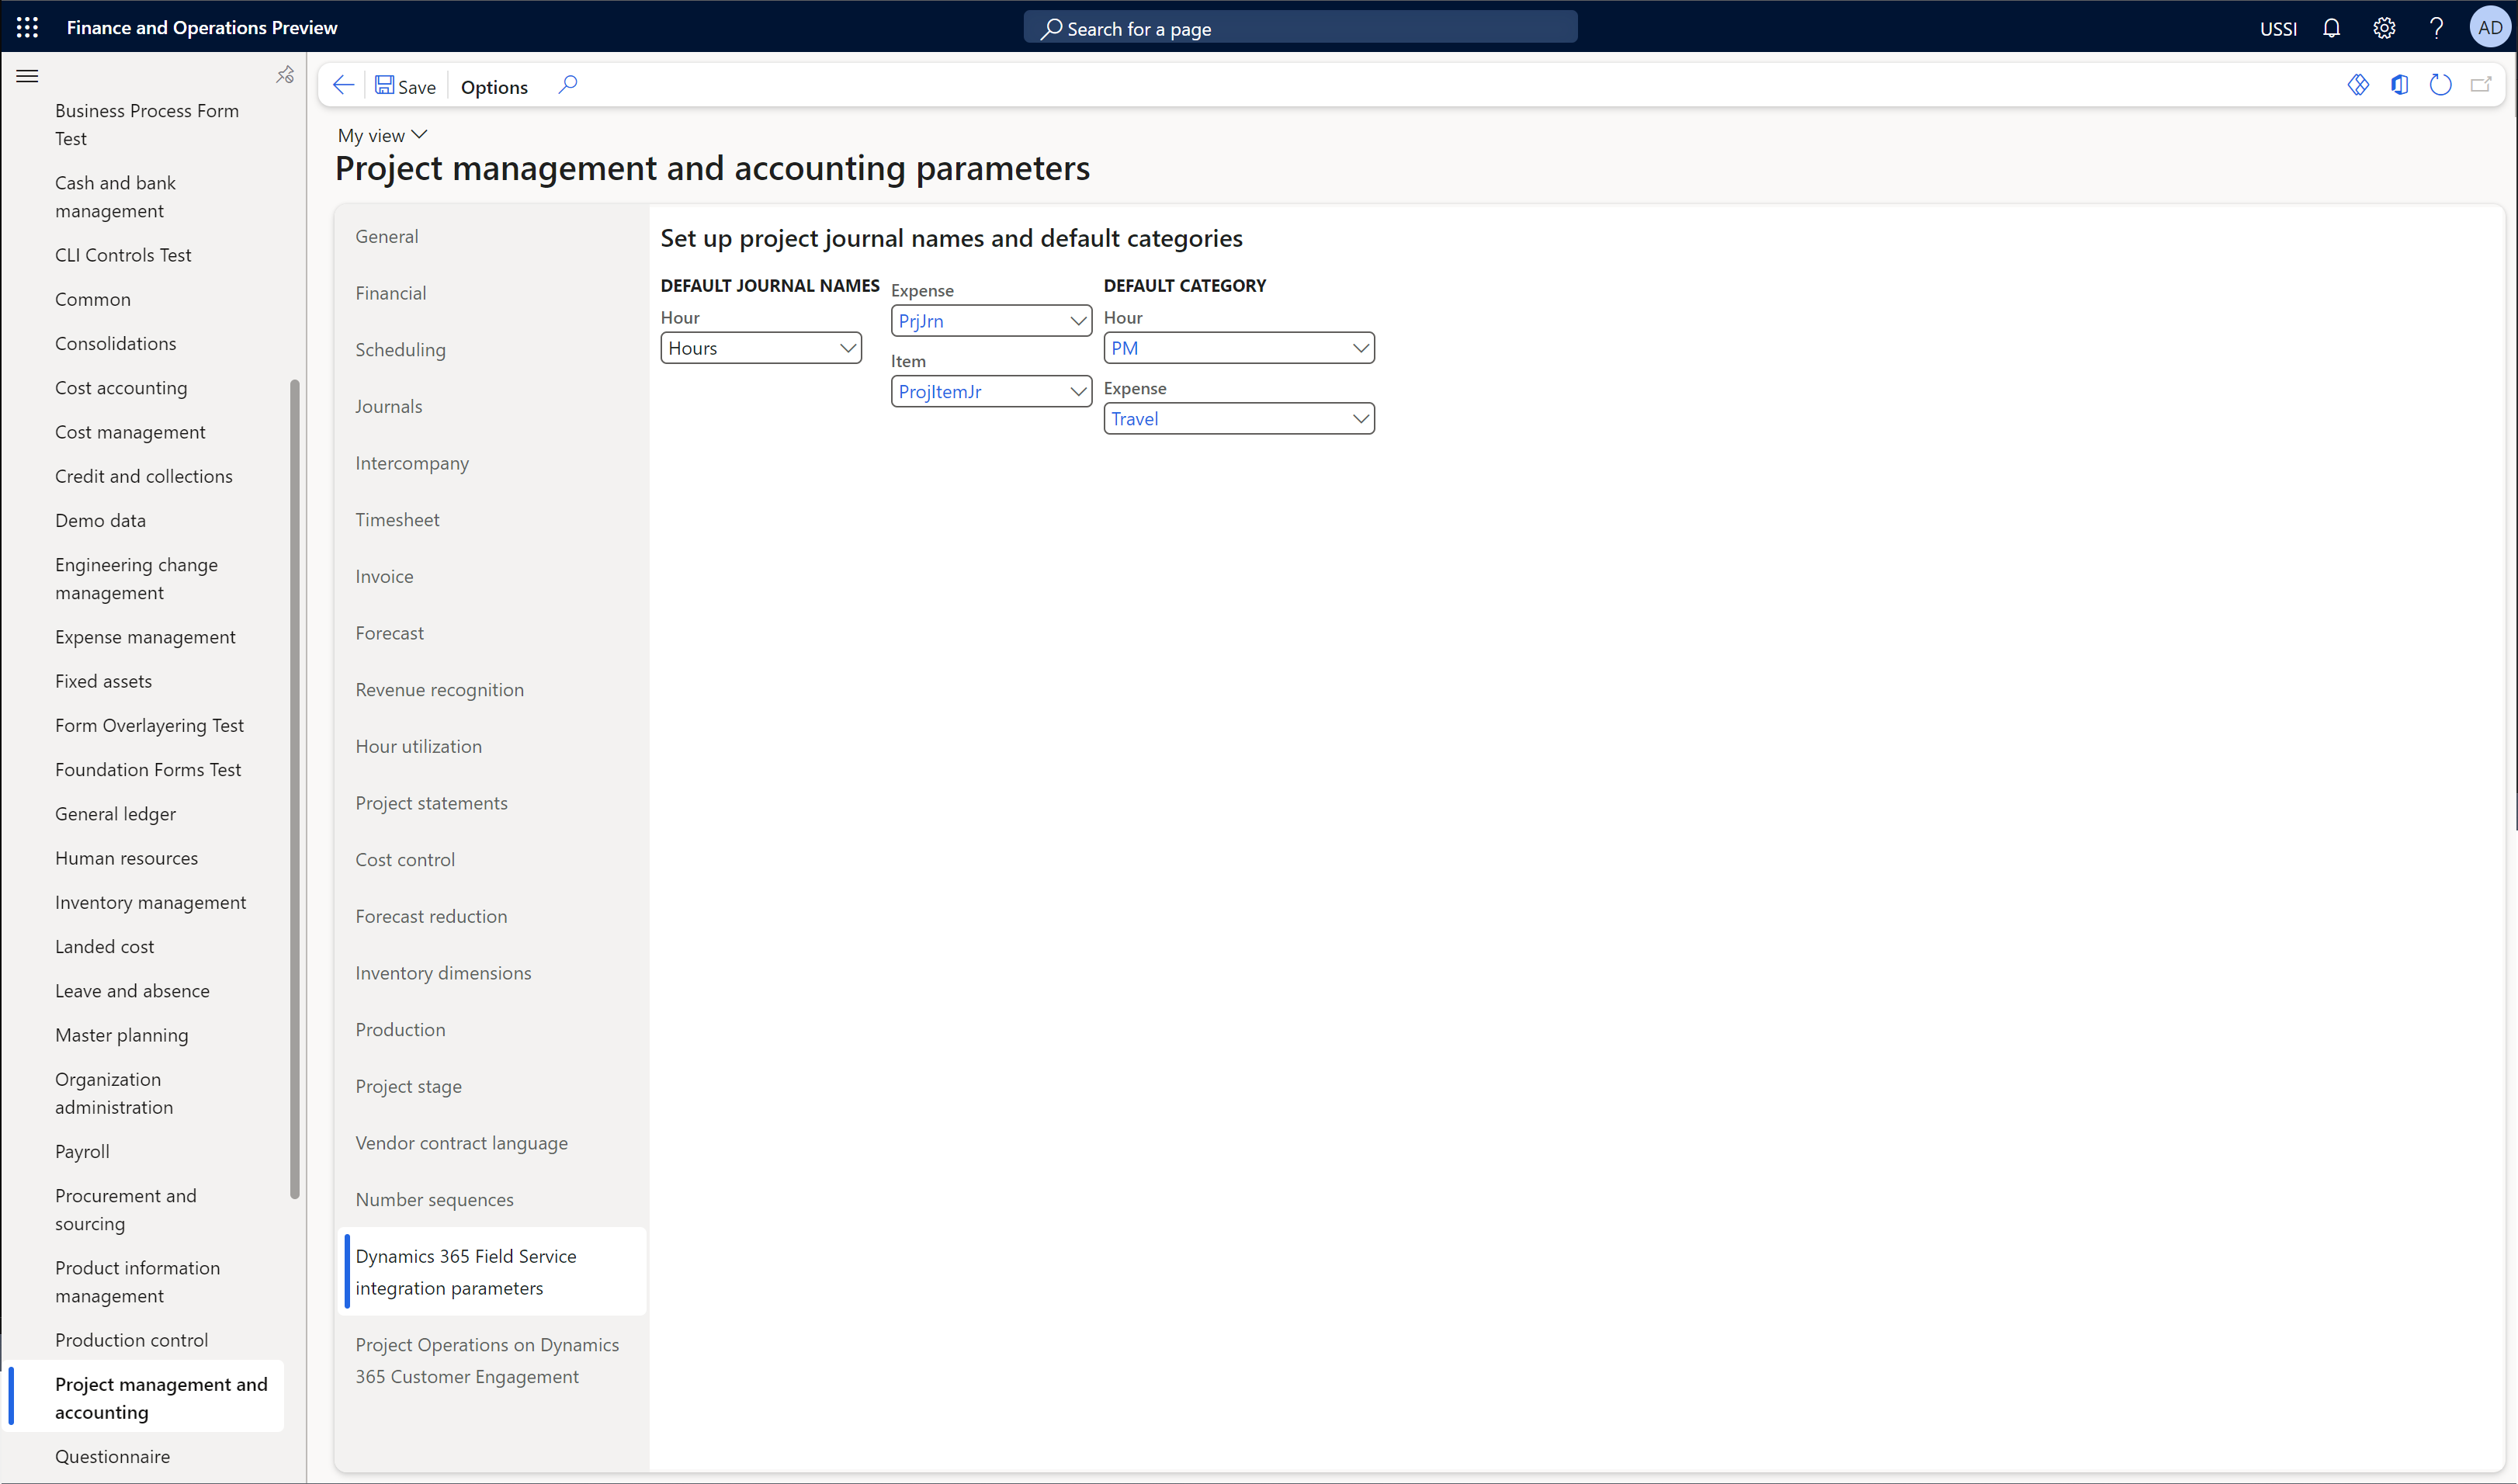 Finance and Operations Preview
Search for a page
USSI
AD
Business Process Form
Test
Cash and bank
management
CLI Controls Test
Common
Consolidations
Cost accounting
Cost management
Credit and collections
Demo data
Engineering change
management
Expense management
Fixed assets
Form Overlayering Test
Foundation Forms Test
General ledger
Human resources
Inventory management
Landed cost
Leave and absence
Master planning
Organization
administration
Payroll
Procurement and
sourcing
Product information
management
Production control
Project management and
accounting
Questionnaire
Save
Options
My view
Project management and accounting parameters
General
Financial
Scheduling
Journals
Intercompany
Timesheet
Invoice
Forecast
Revenue recognition
Hour utilization
Project statements
Cost control
Forecast reduction
Inventory dimensions
Production
Project stage
Vendor contract language
Number sequences
Dynamics 365 Field Service
integration parameters
Project Operations on Dynamics
365 Customer Engagement
Set up project journal names and default categories
DEFAULT JOURNAL NAMES
Hour
Hours
Expense
PrjJrn
Item
ProjItemJr
DEFAULT CATEGORY
Hour
PM
Expense
Travel